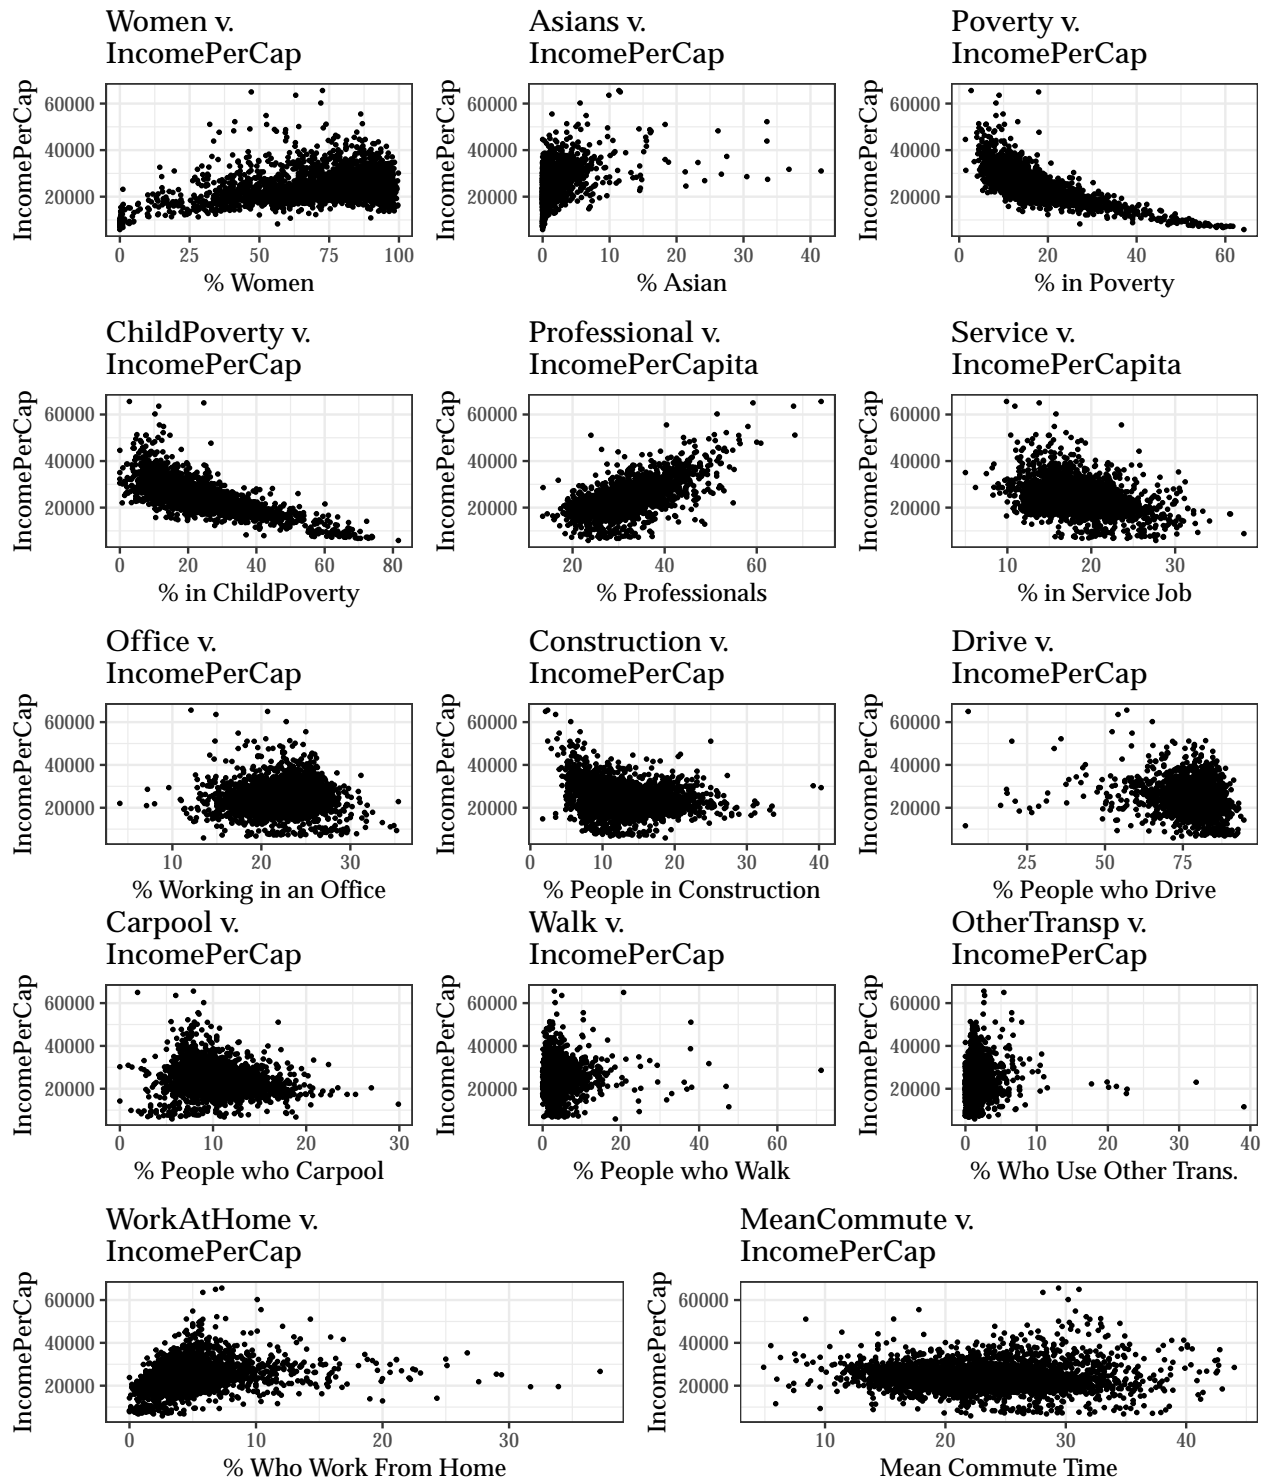 Women v.
IncomePerCap
Asians v.
IncomePerCap
Poverty v.
IncomePerCap
IncomePerCap
60000
40000
20000
0 25 50 75 100
% Women
IncomePerCap
60000
40000
20000
0 10 20 30 40
% Asian
IncomePerCap
60000
40000
20000
0 20 40 60
% in Poverty
ChildPoverty v.
IncomePerCap
Professional v.
IncomePerCapita
Service v.
IncomePerCapita
IncomePerCap
60000
40000
20000
0 20 40 60 80
% in ChildPoverty
IncomePerCap
60000
40000
20000
20 40 60
% Professionals
IncomePerCap
60000
40000
20000
10 20 30
% in Service Job
Office v.
IncomePerCap
Construction v.
IncomePerCap
Drive v.
IncomePerCap
IncomePerCap
60000
40000
20000
10 20 30
% Working in an Office
IncomePerCap
60000
40000
20000
0 10 20 30 40
% People in Construction
IncomePerCap
60000
40000
20000
25 50 75
% People who Drive
Carpool v.
IncomePerCap
Walk v.
IncomePerCap
OtherTransp v.
IncomePerCap
IncomePerCap
60000
40000
20000
0 10 20 30
% People who Carpool
IncomePerCap
60000
40000
20000
0 20 40 60
% People who Walk
IncomePerCap
60000
40000
20000
0 10 20 30 40
% Who Use Other Trans.
WorkAtHome v.
IncomePerCap
MeanCommute v.
IncomePerCap
IncomePerCap
60000
40000
20000
0 10 20 30
% Who Work From Home
IncomePerCap
60000
40000
20000
10 20 30 40
Mean Commute Time